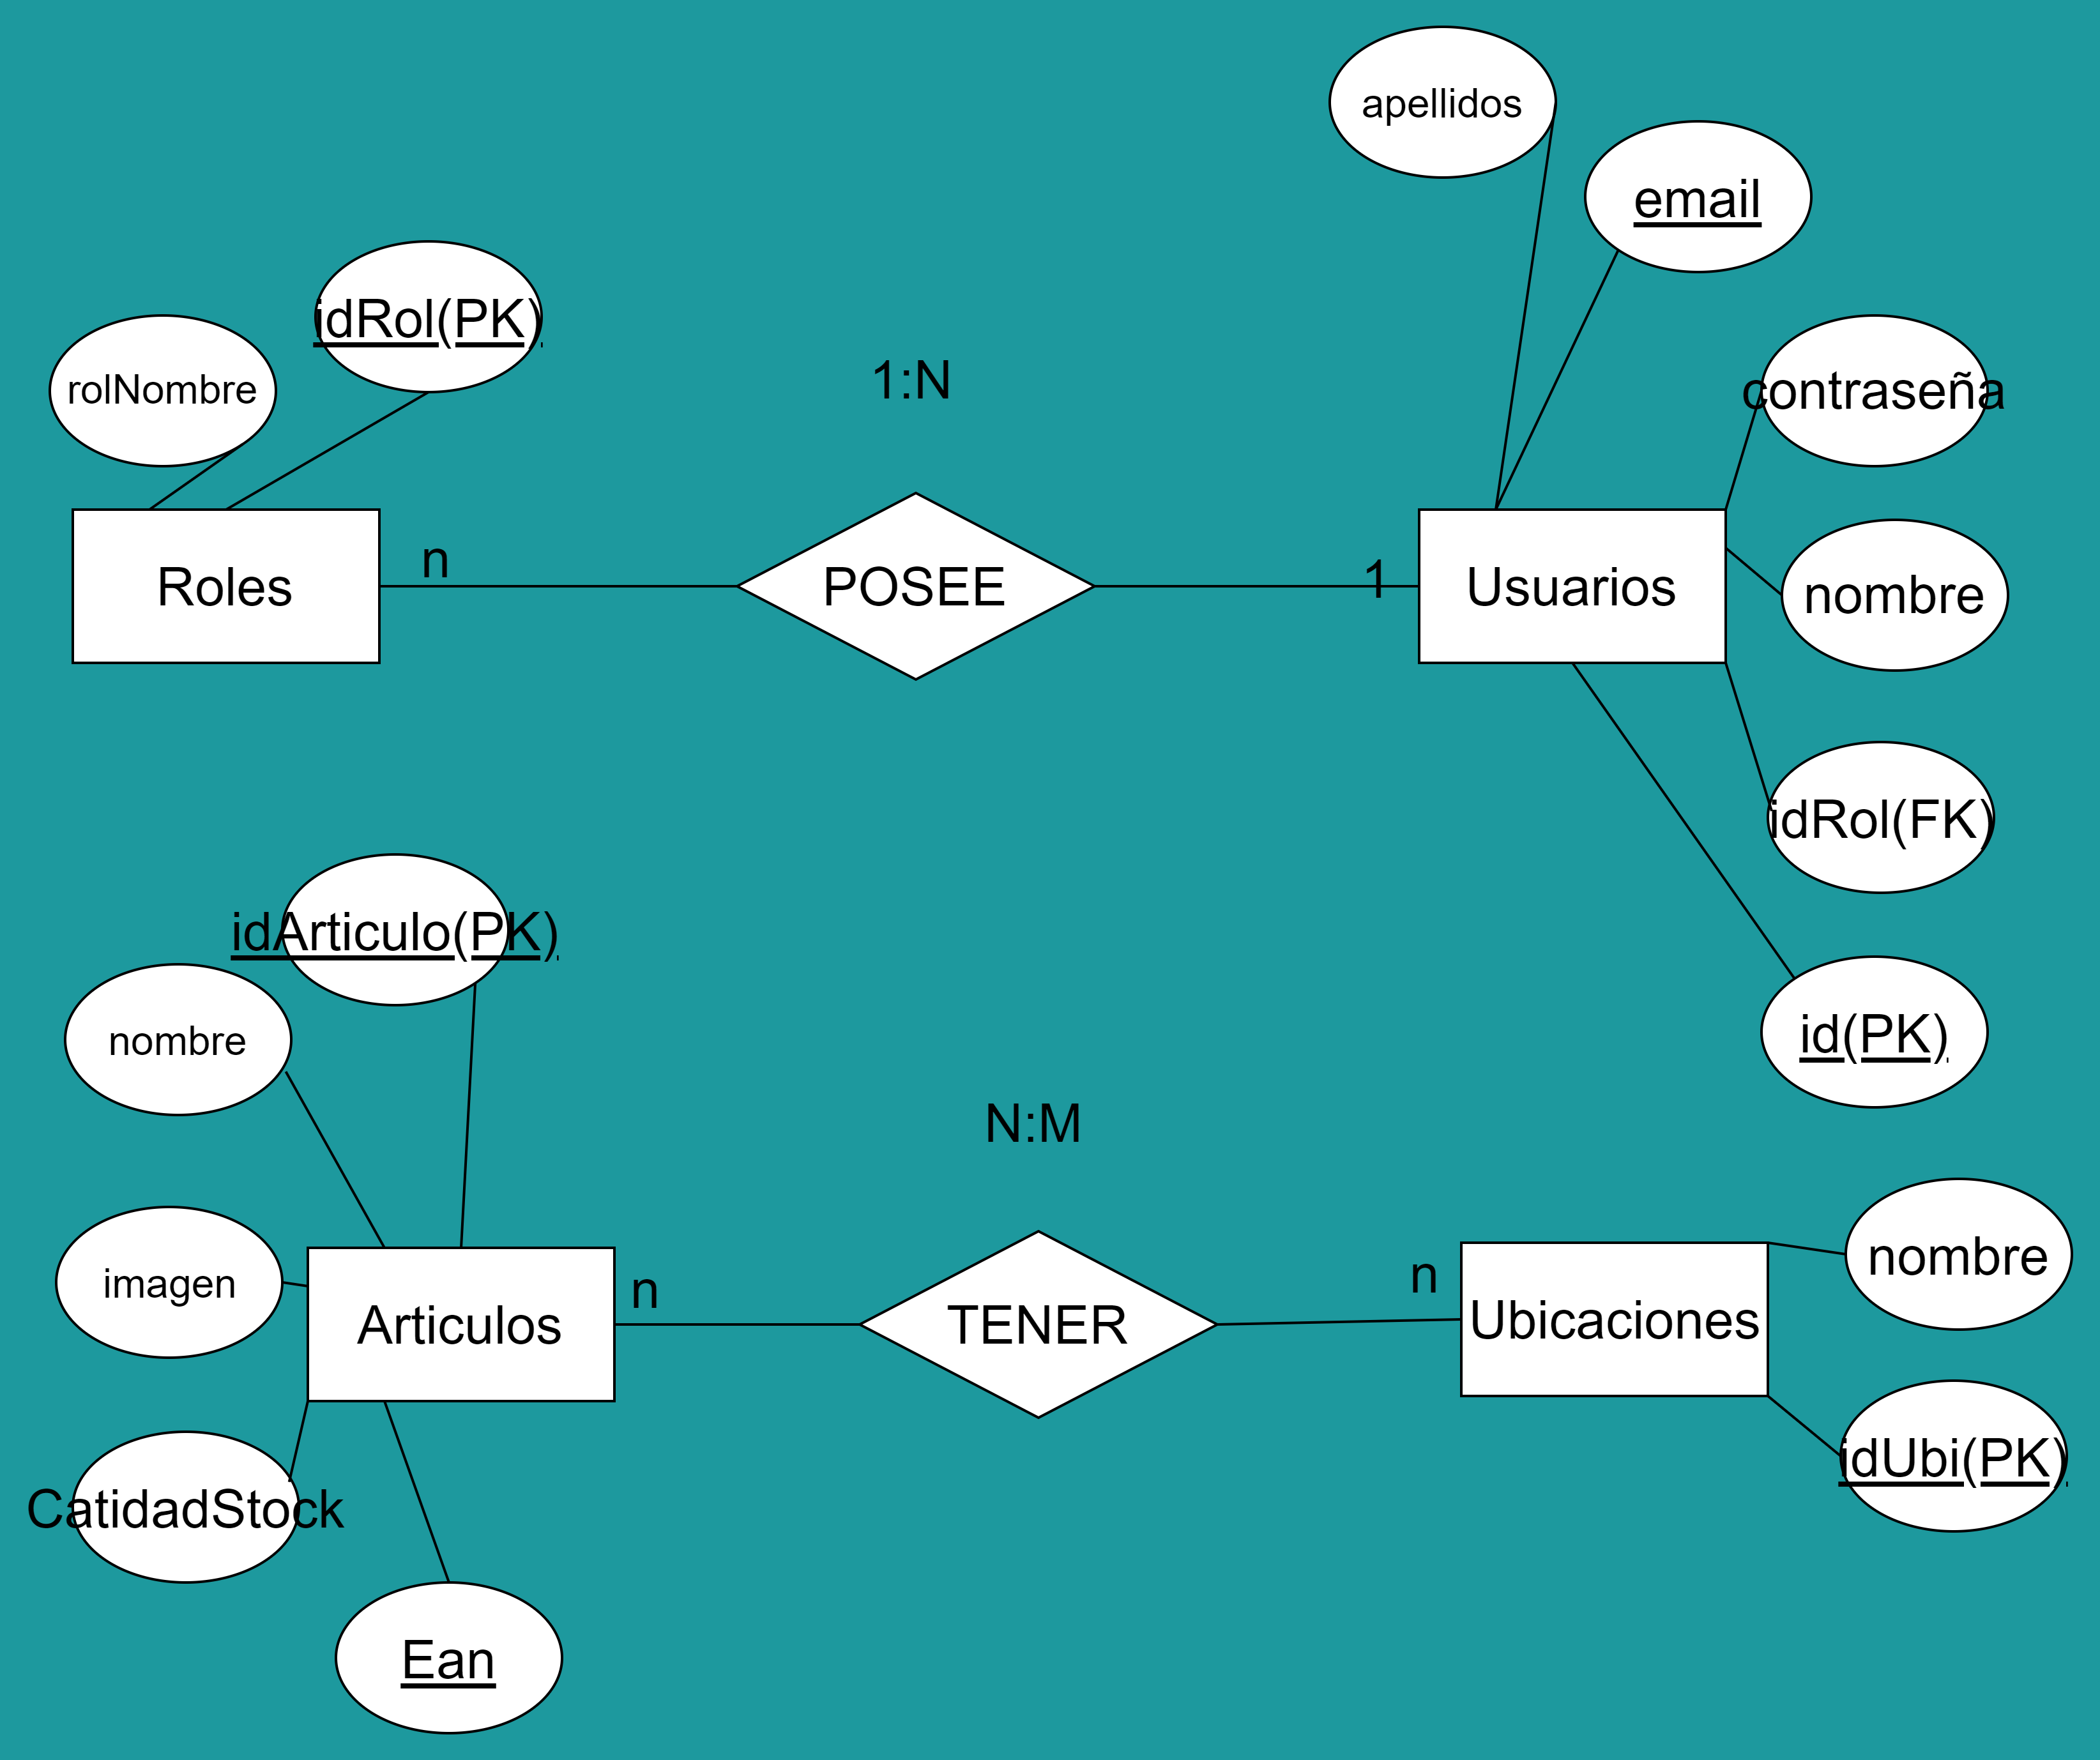 apellidos
email
idRol(PK)
rolNombre
1:N
contraseña
Roles
n
POSEE
1
Usuarios
nombre
idRol(FK)
idArticulo(PK)
nombre
id(PK)
N:M
imagen
Articulos
n
TENER
n
Ubicaciones
nombre
CatidadStock
idUbi(PK)
Ean